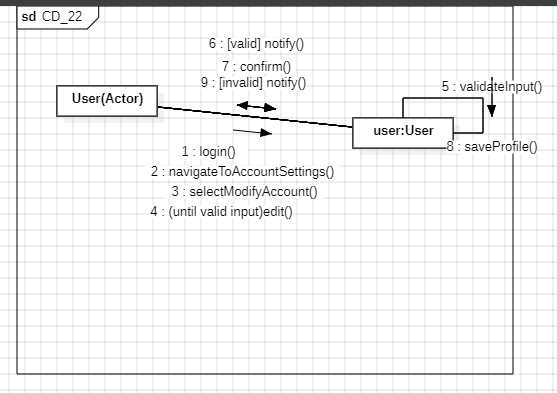 sd CD_22
6 : [valid] notify()
7 : confirm()
9 : [invalid] notify()
5 : validateInput()
User(Actor)
user:User
8 : saveProfile()
1 : login()
2 : navigateToAccountSettings()
3 : selectModifyAccount()
4 : (until valid input)edit()